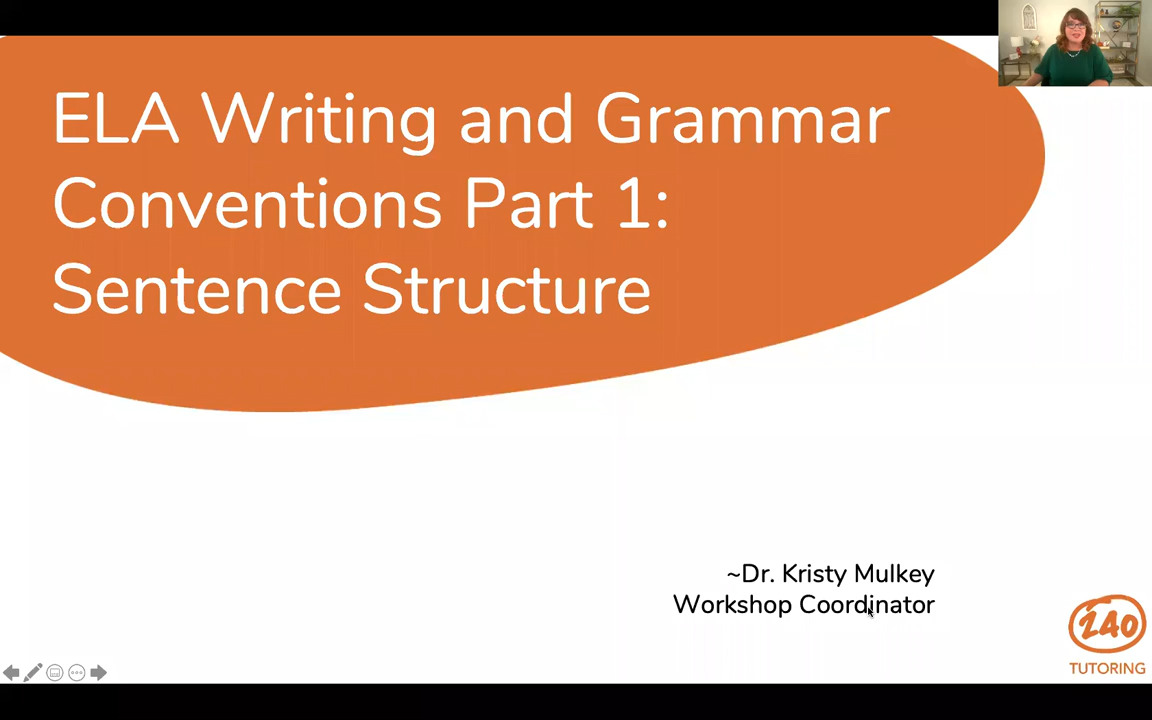 ELA Writing and Grammar
Conventions Part 1:
Sentence Structure
~Dr. Kristy Mulkey
Workshop Coordinator
240
TUTORING